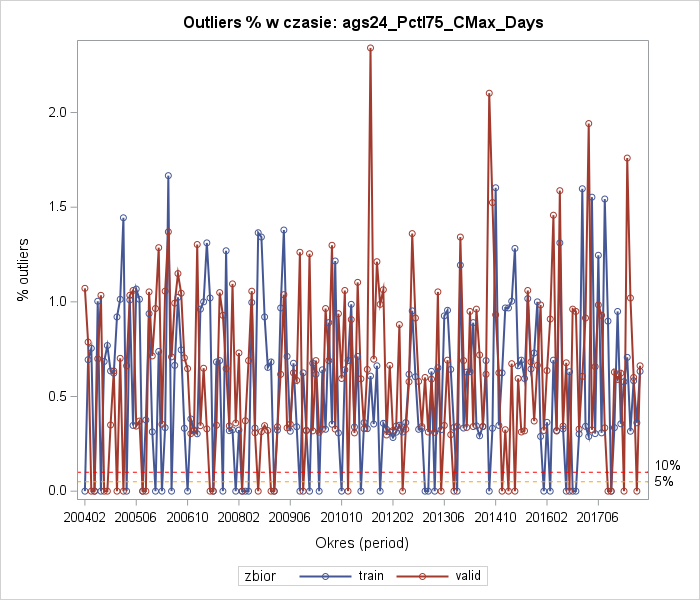 Outliers % w czasie: ags24_Pctl75_CMax_Days
% outliers
2.0
1.5
1.0
0.5
0.0
10%
5%
200402 200506 200610 200802 200906 201010 201202 201306 201410 201602 201706
Okres (period)
zbior train valid